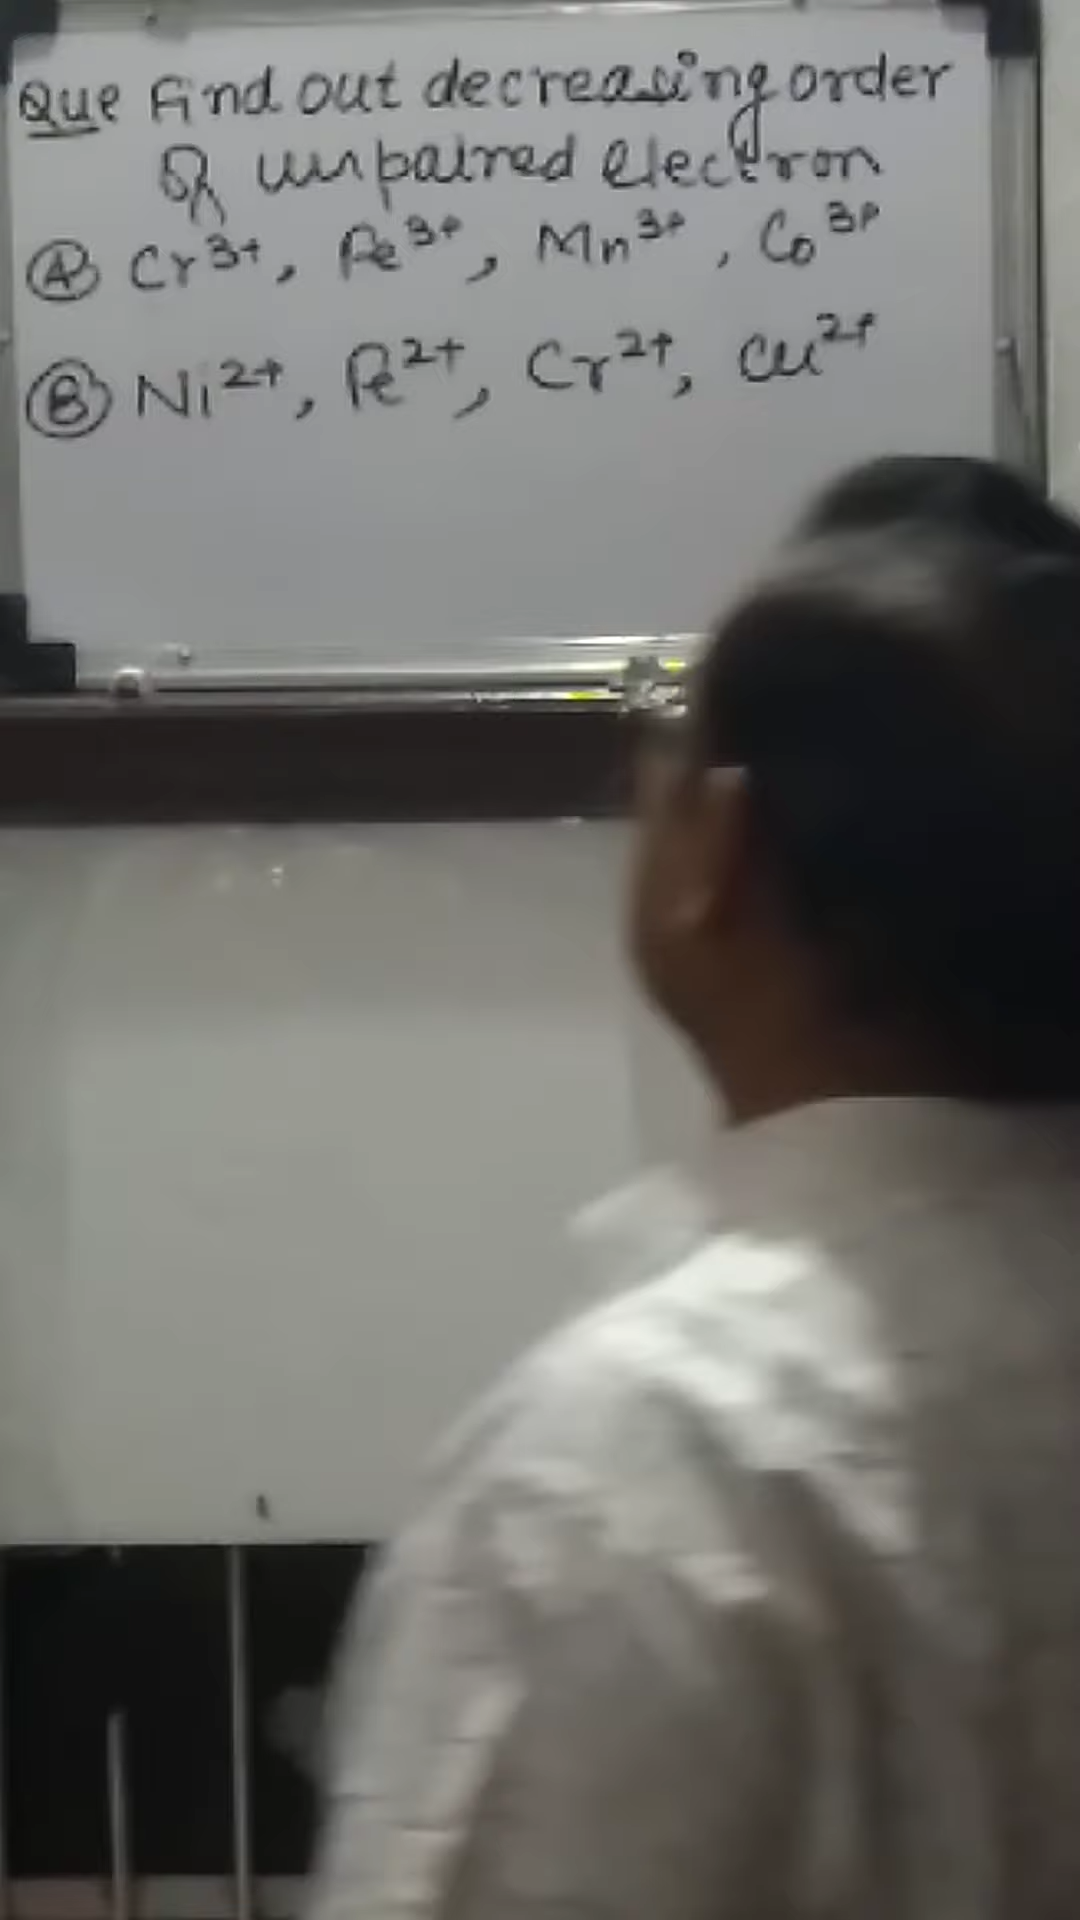 Que Find out decreasing order
of unpaired electron
(A) Cr³⁺, Fe³⁺, Mn³⁺, Co³⁺
(B) Ni²⁺, Fe²⁺, Cr²⁺, Cu²⁺